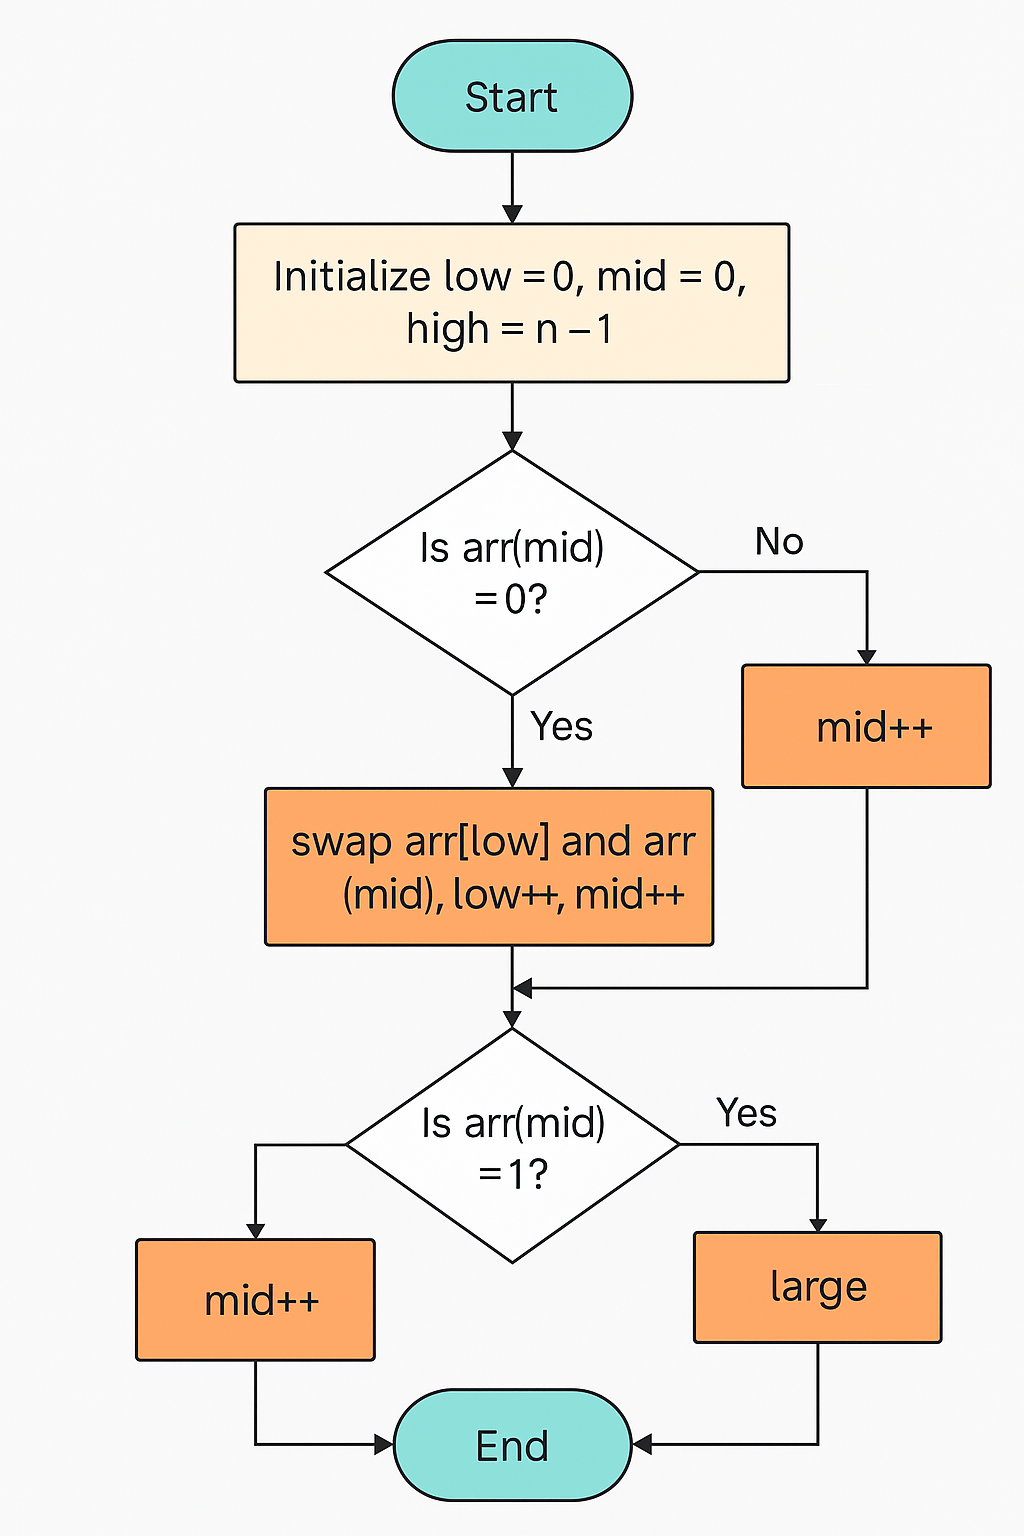 Start
Initialize low = 0, mid = 0,
high = n – 1
Is arr(mid)
= 0?
No
Yes
mid++
swap arr[low] and arr
(mid), low++, mid++
Is arr(mid)
= 1?
Yes
mid++
large
End